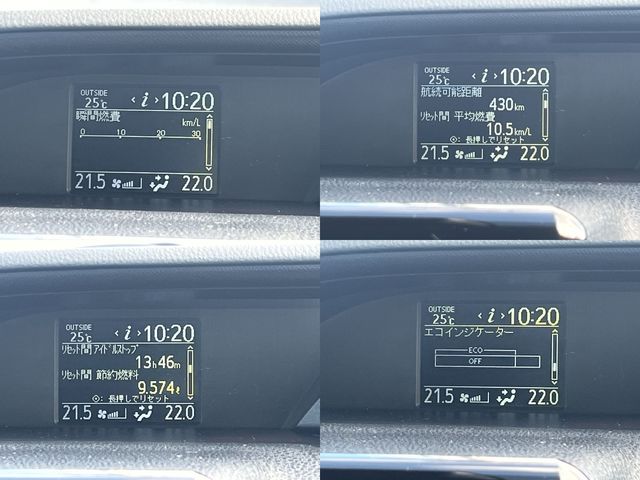 OUTSIDE
25℃ ‹ i › 10:20
瞬間燃費
km/L
0 10 20 30
21.5 22.0
OUTSIDE
25℃ ‹ i › 10:20
航続可能距離
430km
リセット間 平均燃費
10.5km/L
⊙: 長押しでリセット
21.5 22.0
OUTSIDE
25℃ ‹ i › 10:20
リセット間 アイドルストップ
13h46m
リセット間 節約燃料
9.574ℓ
⊙: 長押しでリセット
21.5 22.0
OUTSIDE
25℃ ‹ i › 10:20
エコインジケーター
ECO
OFF
21.5 22.0